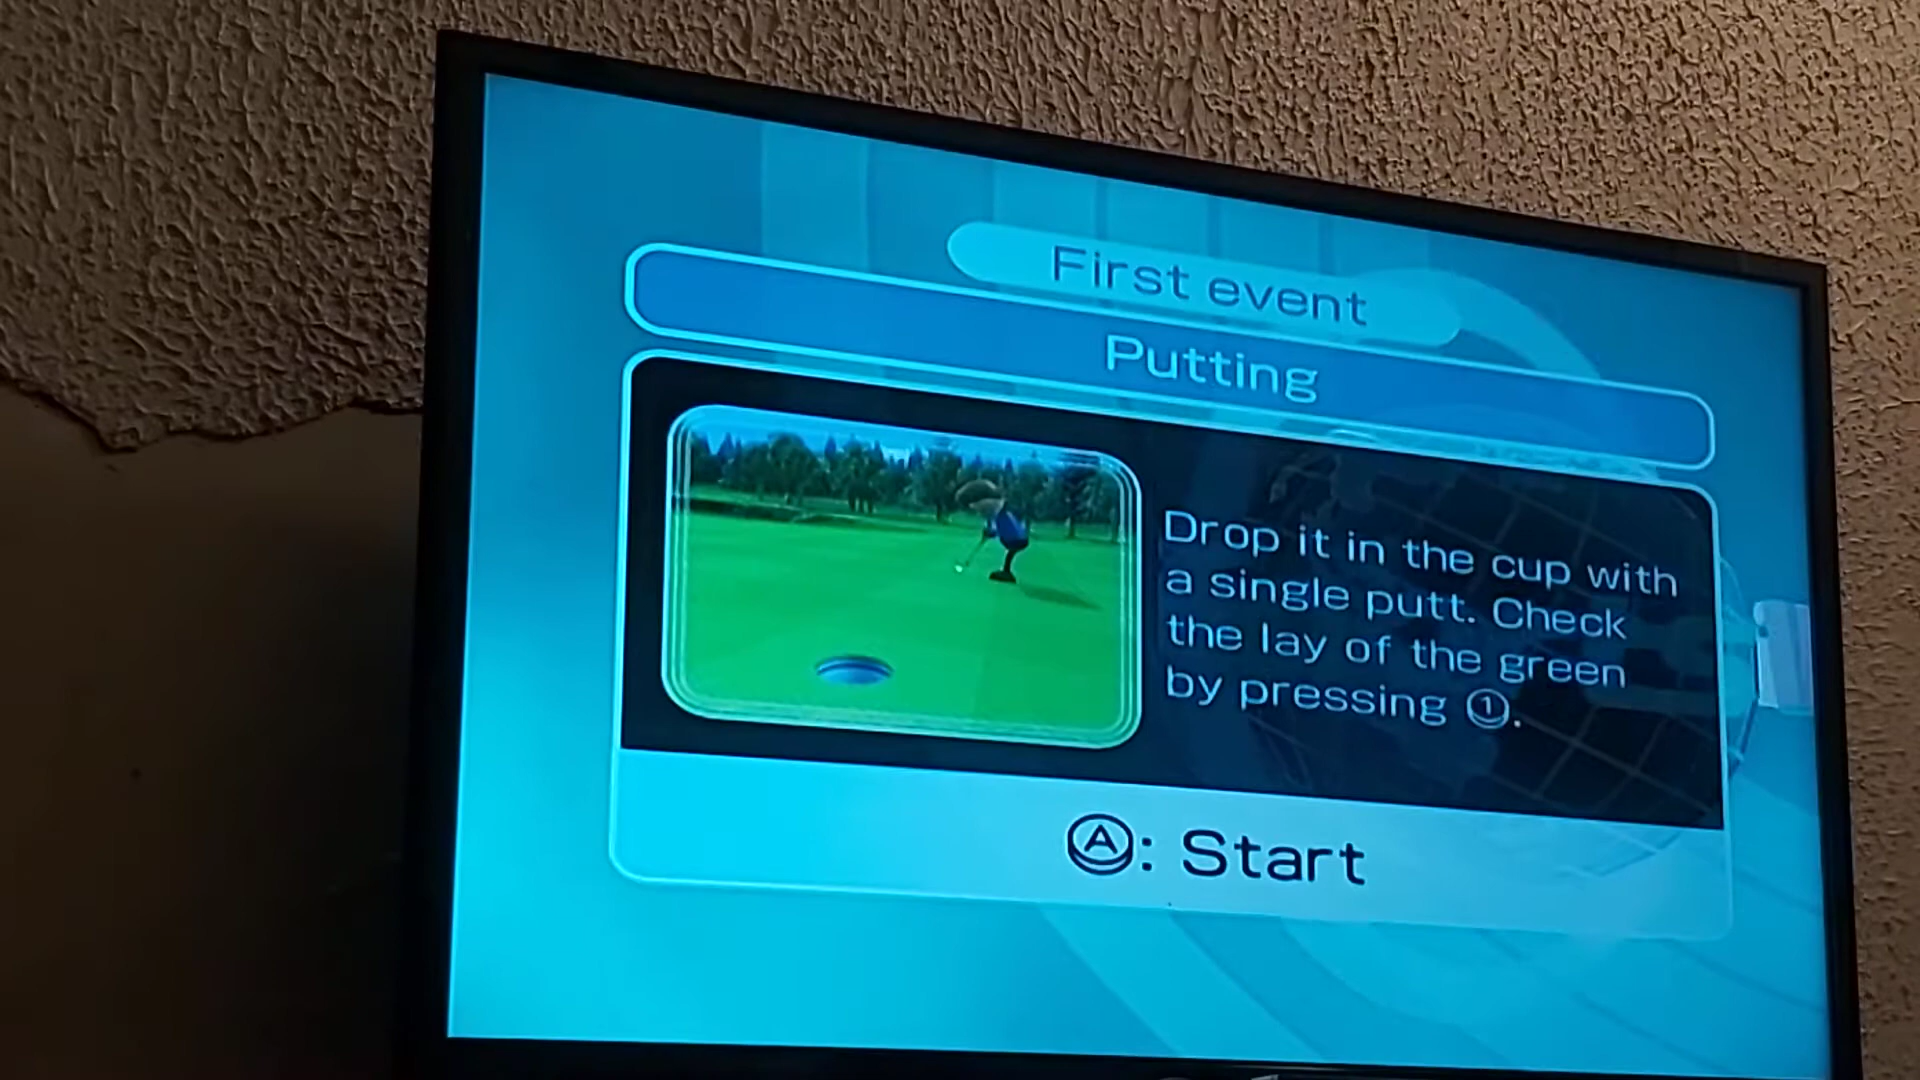 First event
Putting
Drop it in the cup with
a single putt. Check
the lay of the green
by pressing ①.
Ⓐ: Start